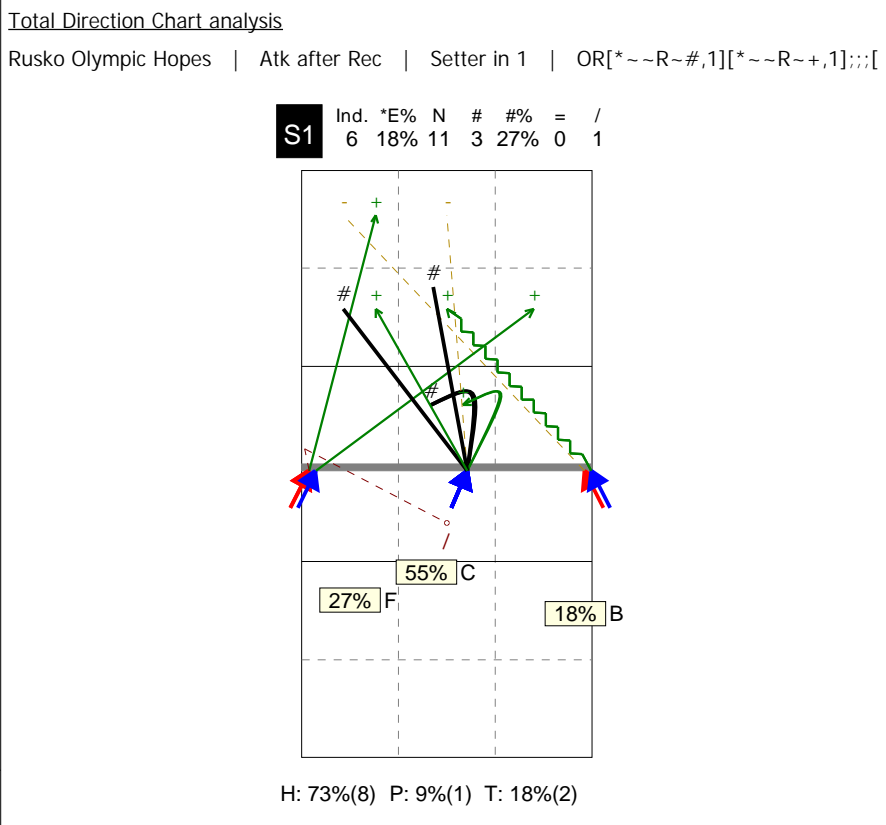 Total Direction Chart analysis
Rusko Olympic Hopes | Atk after Rec | Setter in 1 | OR[*~~R~#,1][*~~R~+,1];;;[
S1
Ind. *E% N # #% = /
6 18% 11 3 27% 0 1
- + -
#
# + + +
# +
/
55% C
27% F
18% B
H: 73%(8) P: 9%(1) T: 18%(2)